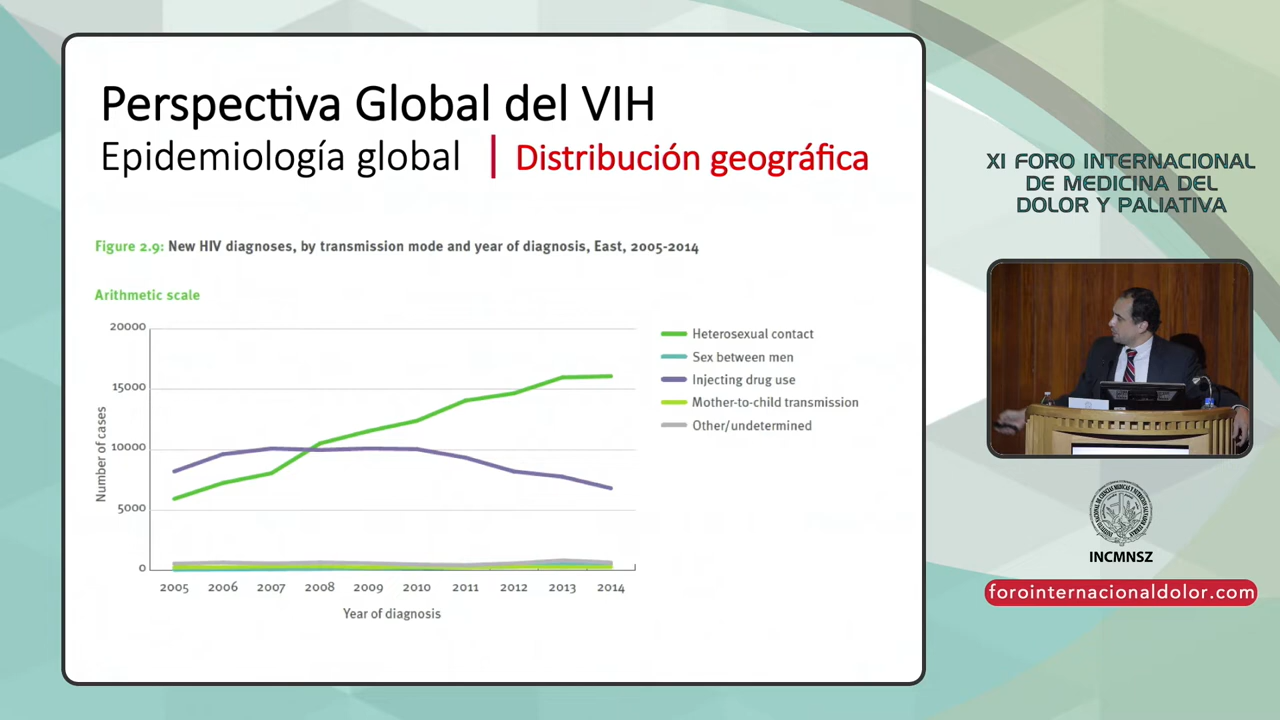 Perspectiva Global del VIH
Epidemiología global | Distribución geográfica
Figure 2.9: New HIV diagnoses, by transmission mode and year of diagnosis, East, 2005-2014
Arithmetic scale
20000
15000
10000
5000
0
Number of cases
2005 2006 2007 2008 2009 2010 2011 2012 2013 2014
Year of diagnosis
Heterosexual contact
Sex between men
Injecting drug use
Mother-to-child transmission
Other/undetermined
XI FORO INTERNACIONAL
DE MEDICINA DEL
DOLOR Y PALIATIVA
INCMNSZ
forointernacionaldolor.com